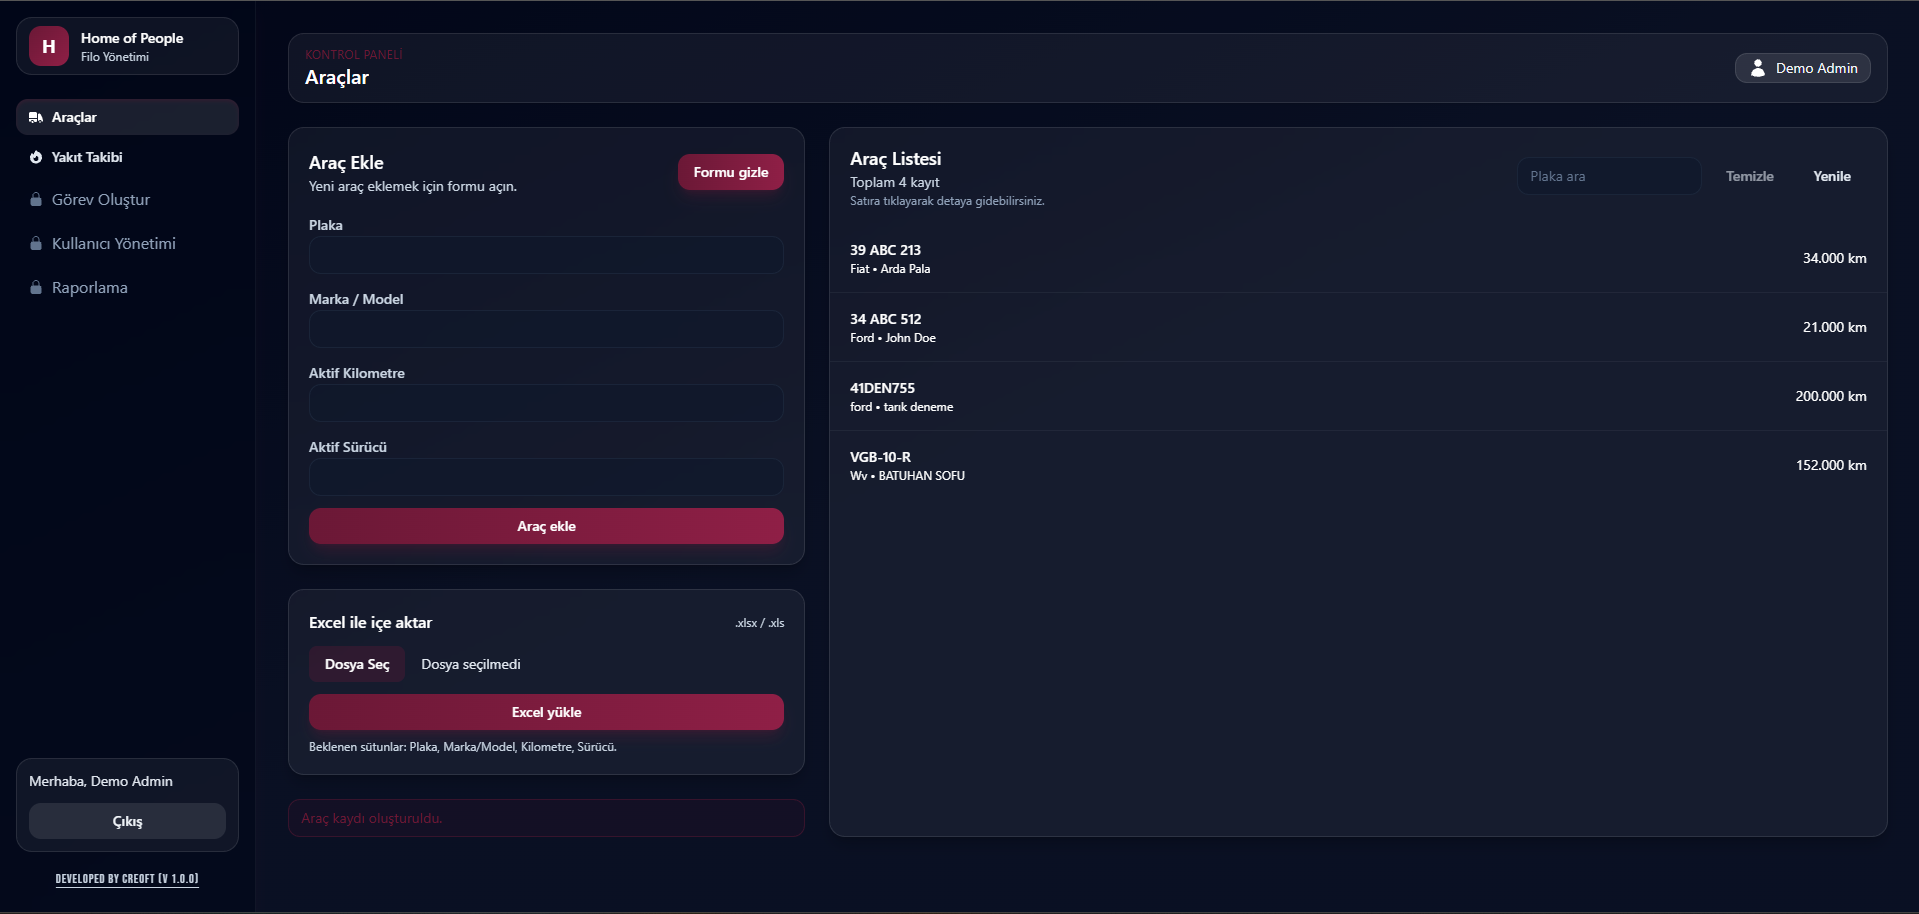 H
Home of People
Filo Yönetimi
Araçlar
Yakıt Takibi
Görev Oluştur
Kullanıcı Yönetimi
Raporlama
Merhaba, Demo Admin
Çıkış
DEVELOPED BY CREOFT (V 1.0.0)
KONTROL PANELİ
Araçlar
Demo Admin
Araç Ekle
Yeni araç eklemek için formu açın.
Formu gizle
Plaka
Marka / Model
Aktif Kilometre
Aktif Sürücü
Araç ekle
Excel ile içe aktar
.xlsx / .xls
Dosya Seç
Dosya seçilmedi
Excel yükle
Beklenen sütunlar: Plaka, Marka/Model, Kilometre, Sürücü.
Araç kaydı oluşturuldu.
Araç Listesi
Toplam 4 kayıt
Satıra tıklayarak detaya gidebilirsiniz.
Plaka ara
Temizle
Yenile
39 ABC 213
Fiat • Arda Pala
34.000 km
34 ABC 512
Ford • John Doe
21.000 km
41DEN755
ford • tarık deneme
200.000 km
VGB-10-R
Wv • BATUHAN SOFU
152.000 km